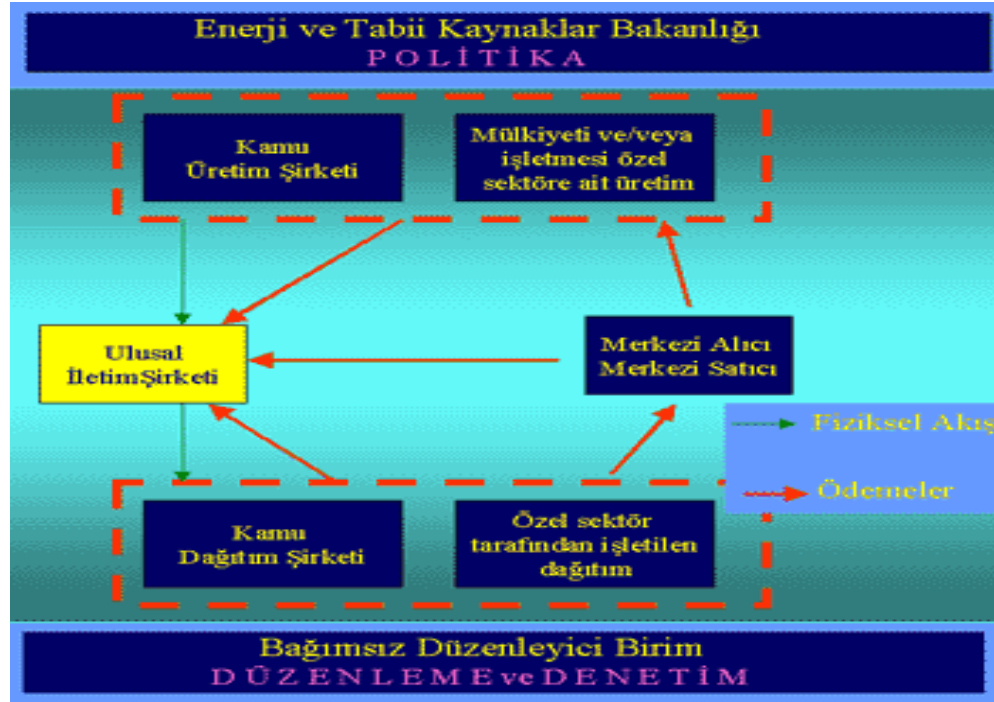 Enerji ve Tabii Kaynaklar Bakanlığı
POLİTİKA
Kamu
Üretim Şirketi
Mülkiyeti ve/veya
işletmesi özel
sektöre ait üretim
Ulusal
İletimŞirketi
Merkezi Alıcı
Merkezi Satıcı
Fiziksel Akış
Ödemeler
Kamu
Dağıtım Şirketi
Özel sektör
tarafından işletilen
dağıtım
Bağımsız Düzenleyici Birim
DÜZENLEME ve DENETİM